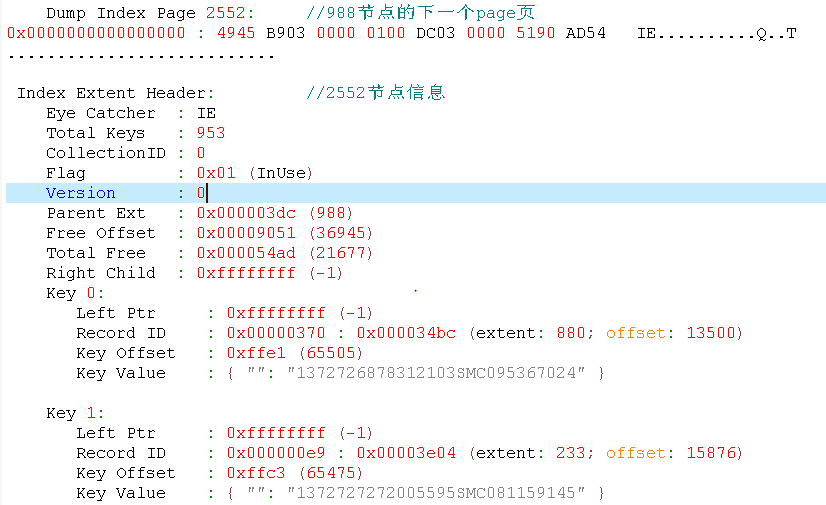 Dump Index Page 2552:     //988节点的下一个page页
0x0000000000000000 : 4945 B903 0000 0100 DC03 0000 5190 AD54   IE..........Q..T
...........................
Index Extent Header:            //2552节点信息
Eye Catcher  : IE
Total Keys   : 953
CollectionID : 0
Flag         : 0x01 (InUse)
Version      : 0
Parent Ext   : 0x000003dc (988)
Free Offset  : 0x00009051 (36945)
Total Free   : 0x000054ad (21677)
Right Child  : 0xffffffff (-1)
Key 0:
Left Ptr     : 0xffffffff (-1)
Record ID    : 0x00000370 : 0x000034bc (extent: 880; offset: 13500)
Key Offset   : 0xffe1 (65505)
Key Value    : { "": "1372726878312103SMC095367024" }
Key 1:
Left Ptr     : 0xffffffff (-1)
Record ID    : 0x000000e9 : 0x00003e04 (extent: 233; offset: 15876)
Key Offset   : 0xffc3 (65475)
Key Value    : { "": "1372727272005595SMC081159145" }